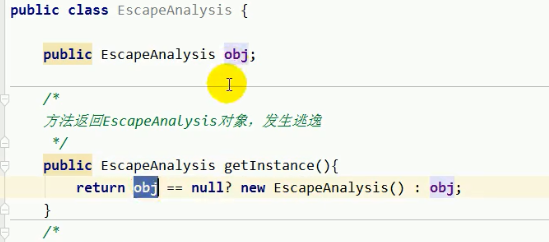 public class EscapeAnalysis {
public EscapeAnalysis obj;
/*
方法返回EscapeAnalysis对象，发生逃逸
*/
public EscapeAnalysis getInstance(){
return obj == null? new EscapeAnalysis() : obj;
}
/*